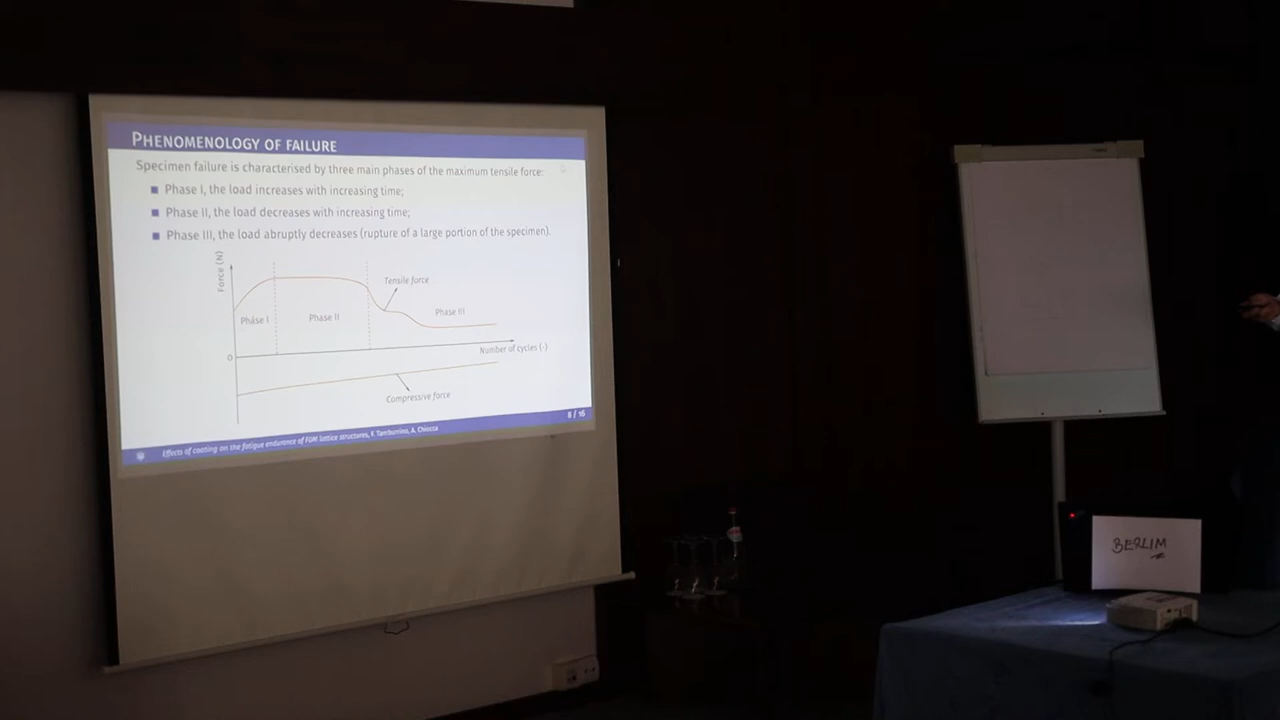 PHENOMENOLOGY OF FAILURE
Specimen failure is characterised by three main phases of the maximum tensile force:
Phase I, the load increases with increasing time;
Phase II, the load decreases with increasing time;
Phase III, the load abruptly decreases (rupture of a large portion of the specimen).
Force (N)
Tensile force
Phase I
Phase II
Phase III
0
Number of cycles (-)
Compressive force
8 / 16
Effects of coating on the fatigue endurance of FDM lattice structures, F. Tamburrino, A. Chiocca
BERLIM